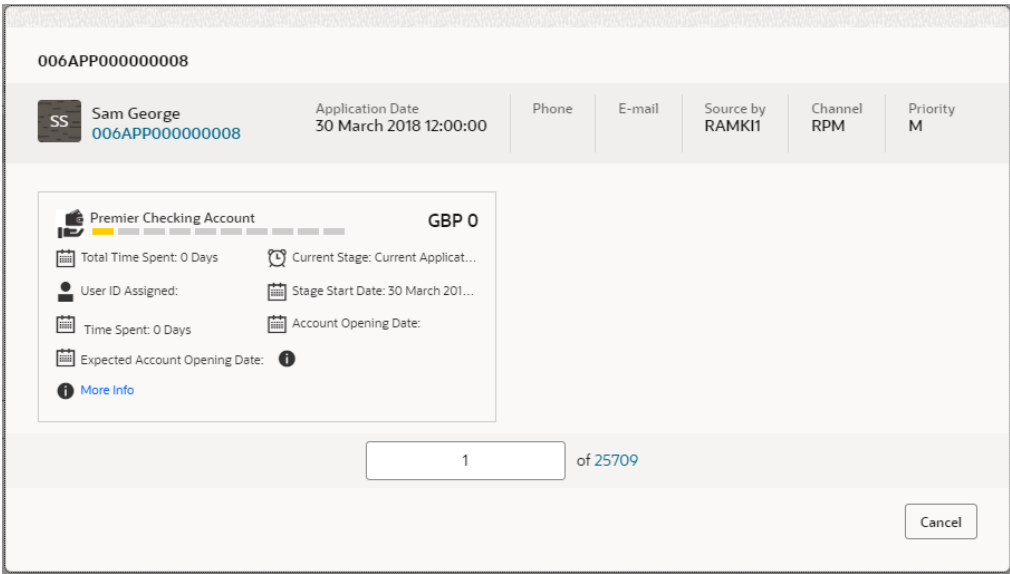 006APP000000008
SS Sam George
006APP000000008
Application Date
30 March 2018 12:00:00
Phone
E-mail
Source by
RAMKI1
Channel
RPM
Priority
M
Premier Checking Account GBP 0
Total Time Spent: 0 Days Current Stage: Current Applicat...
User ID Assigned: Stage Start Date: 30 March 201...
Time Spent: 0 Days Account Opening Date:
Expected Account Opening Date:
More Info
1 of 25709
Cancel